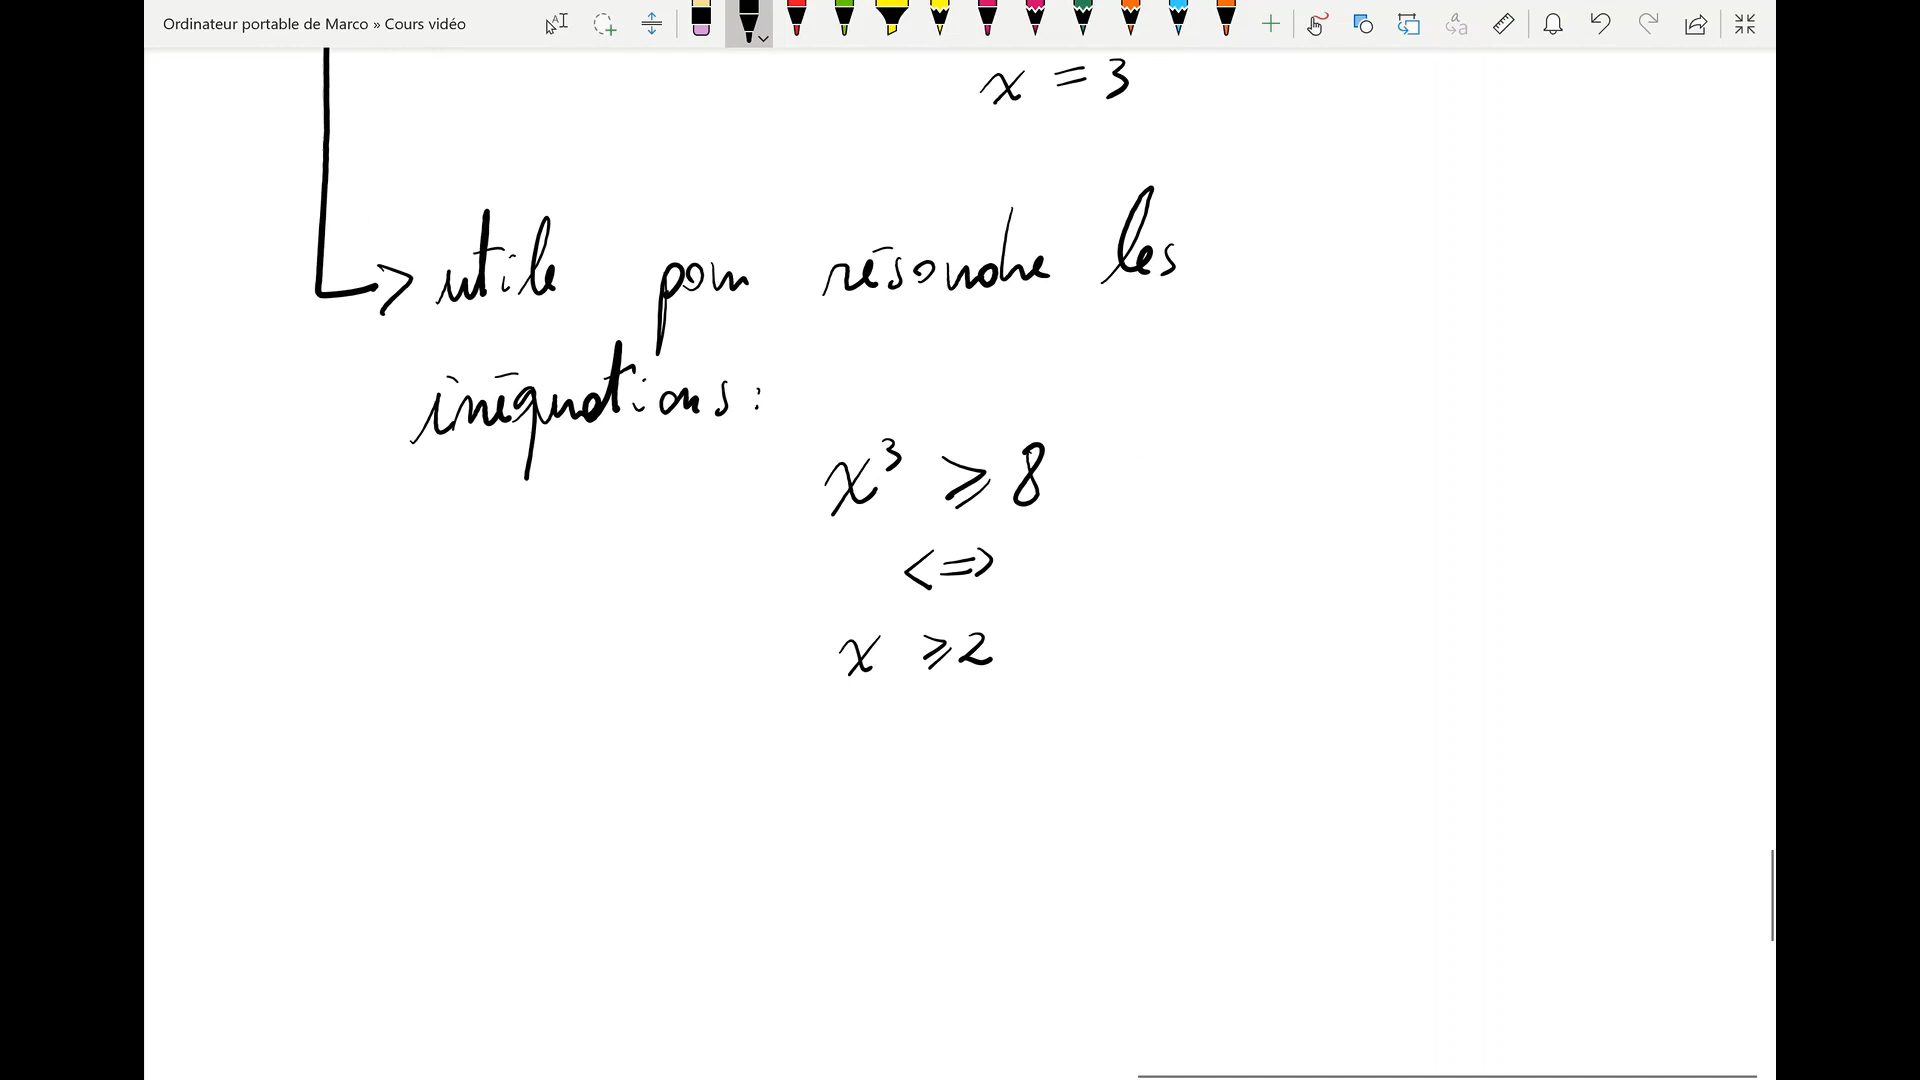 Ordinateur portable de Marco » Cours vidéo
x = 3
utile pour résoudre les
inéquations :
x³ ⩾ 8
<=>
x ⩾ 2